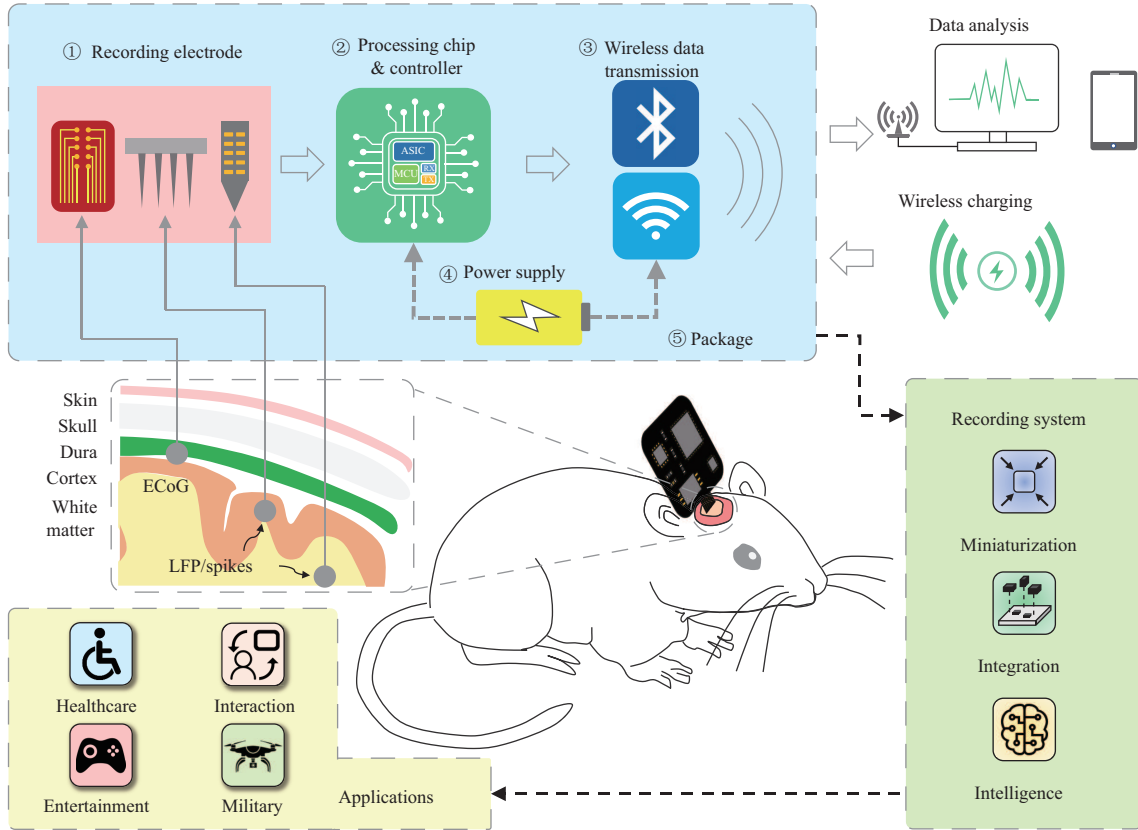 ① Recording electrode
② Processing chip
& controller
③ Wireless data
transmission
ASIC
MCU
RX
TX
④ Power supply
⑤ Package
Data analysis
Wireless charging
Skin
Skull
Dura
Cortex
White
matter
ECoG
LFP/spikes
Recording system
Miniaturization
Integration
Intelligence
Healthcare
Interaction
Entertainment
Military
Applications